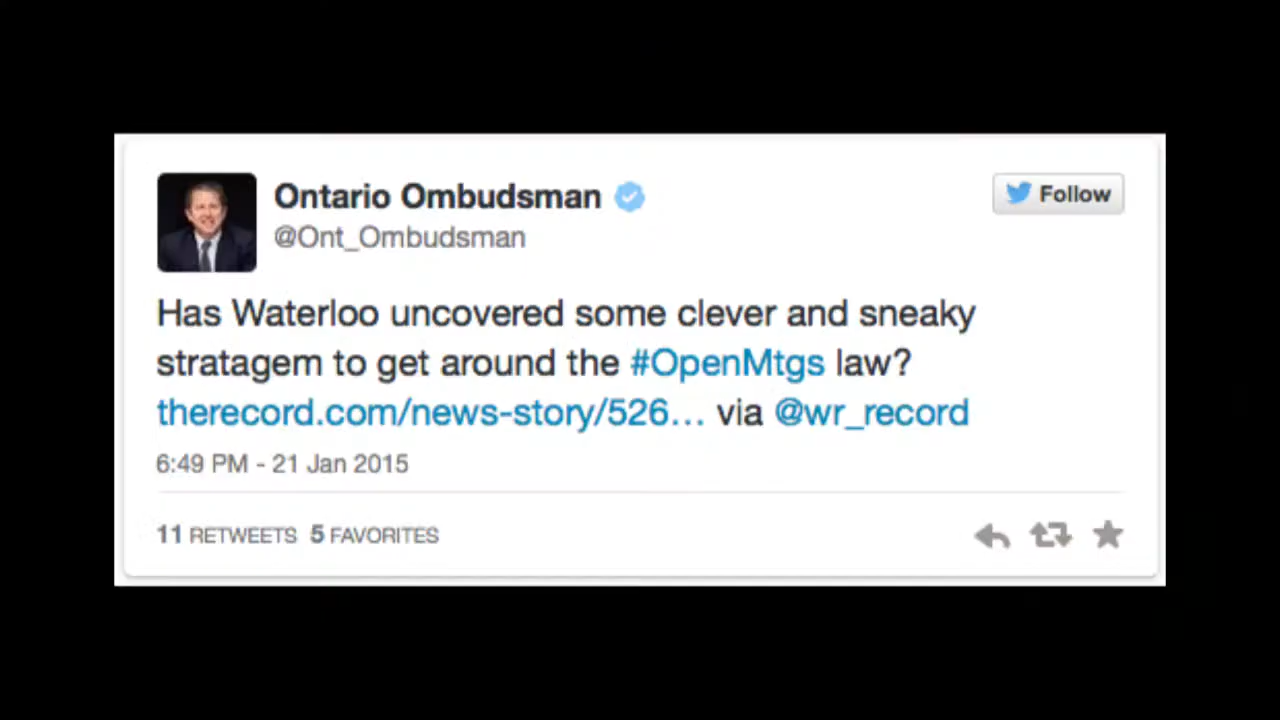 Ontario Ombudsman
Follow
@Ont_Ombudsman
Has Waterloo uncovered some clever and sneaky
stratagem to get around the #OpenMtgs law?
therecord.com/news-story/526... via @wr_record
6:49 PM - 21 Jan 2015
11 RETWEETS 5 FAVORITES